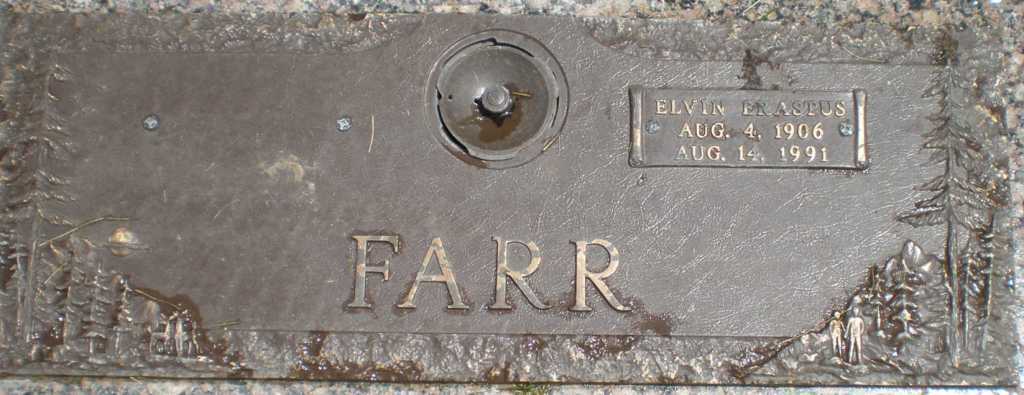 ELVIN ERASTUS
AUG. 4, 1906
AUG. 14, 1991
FARR